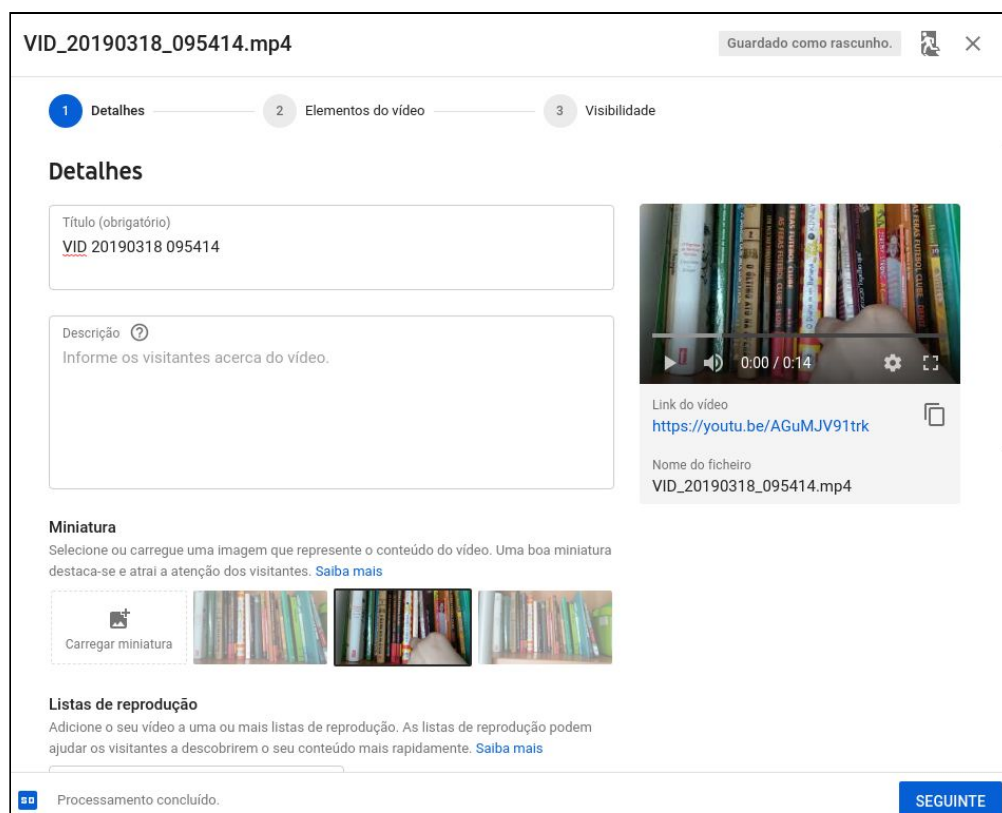 VID_20190318_095414.mp4
Guardado como rascunho.
1 Detalhes
2 Elementos do vídeo
3 Visibilidade
Detalhes
Título (obrigatório)
VID 20190318 095414
Descrição
Informe os visitantes acerca do vídeo.
0:00 / 0:14
Link do vídeo
https://youtu.be/AGuMJV91trk
Nome do ficheiro
VID_20190318_095414.mp4
Miniatura
Selecione ou carregue uma imagem que represente o conteúdo do vídeo. Uma boa miniatura
destaca-se e atrai a atenção dos visitantes. Saiba mais
Carregar miniatura
Listas de reprodução
Adicione o seu vídeo a uma ou mais listas de reprodução. As listas de reprodução podem
ajudar os visitantes a descobrirem o seu conteúdo mais rapidamente. Saiba mais
SD
Processamento concluído.
SEGUINTE